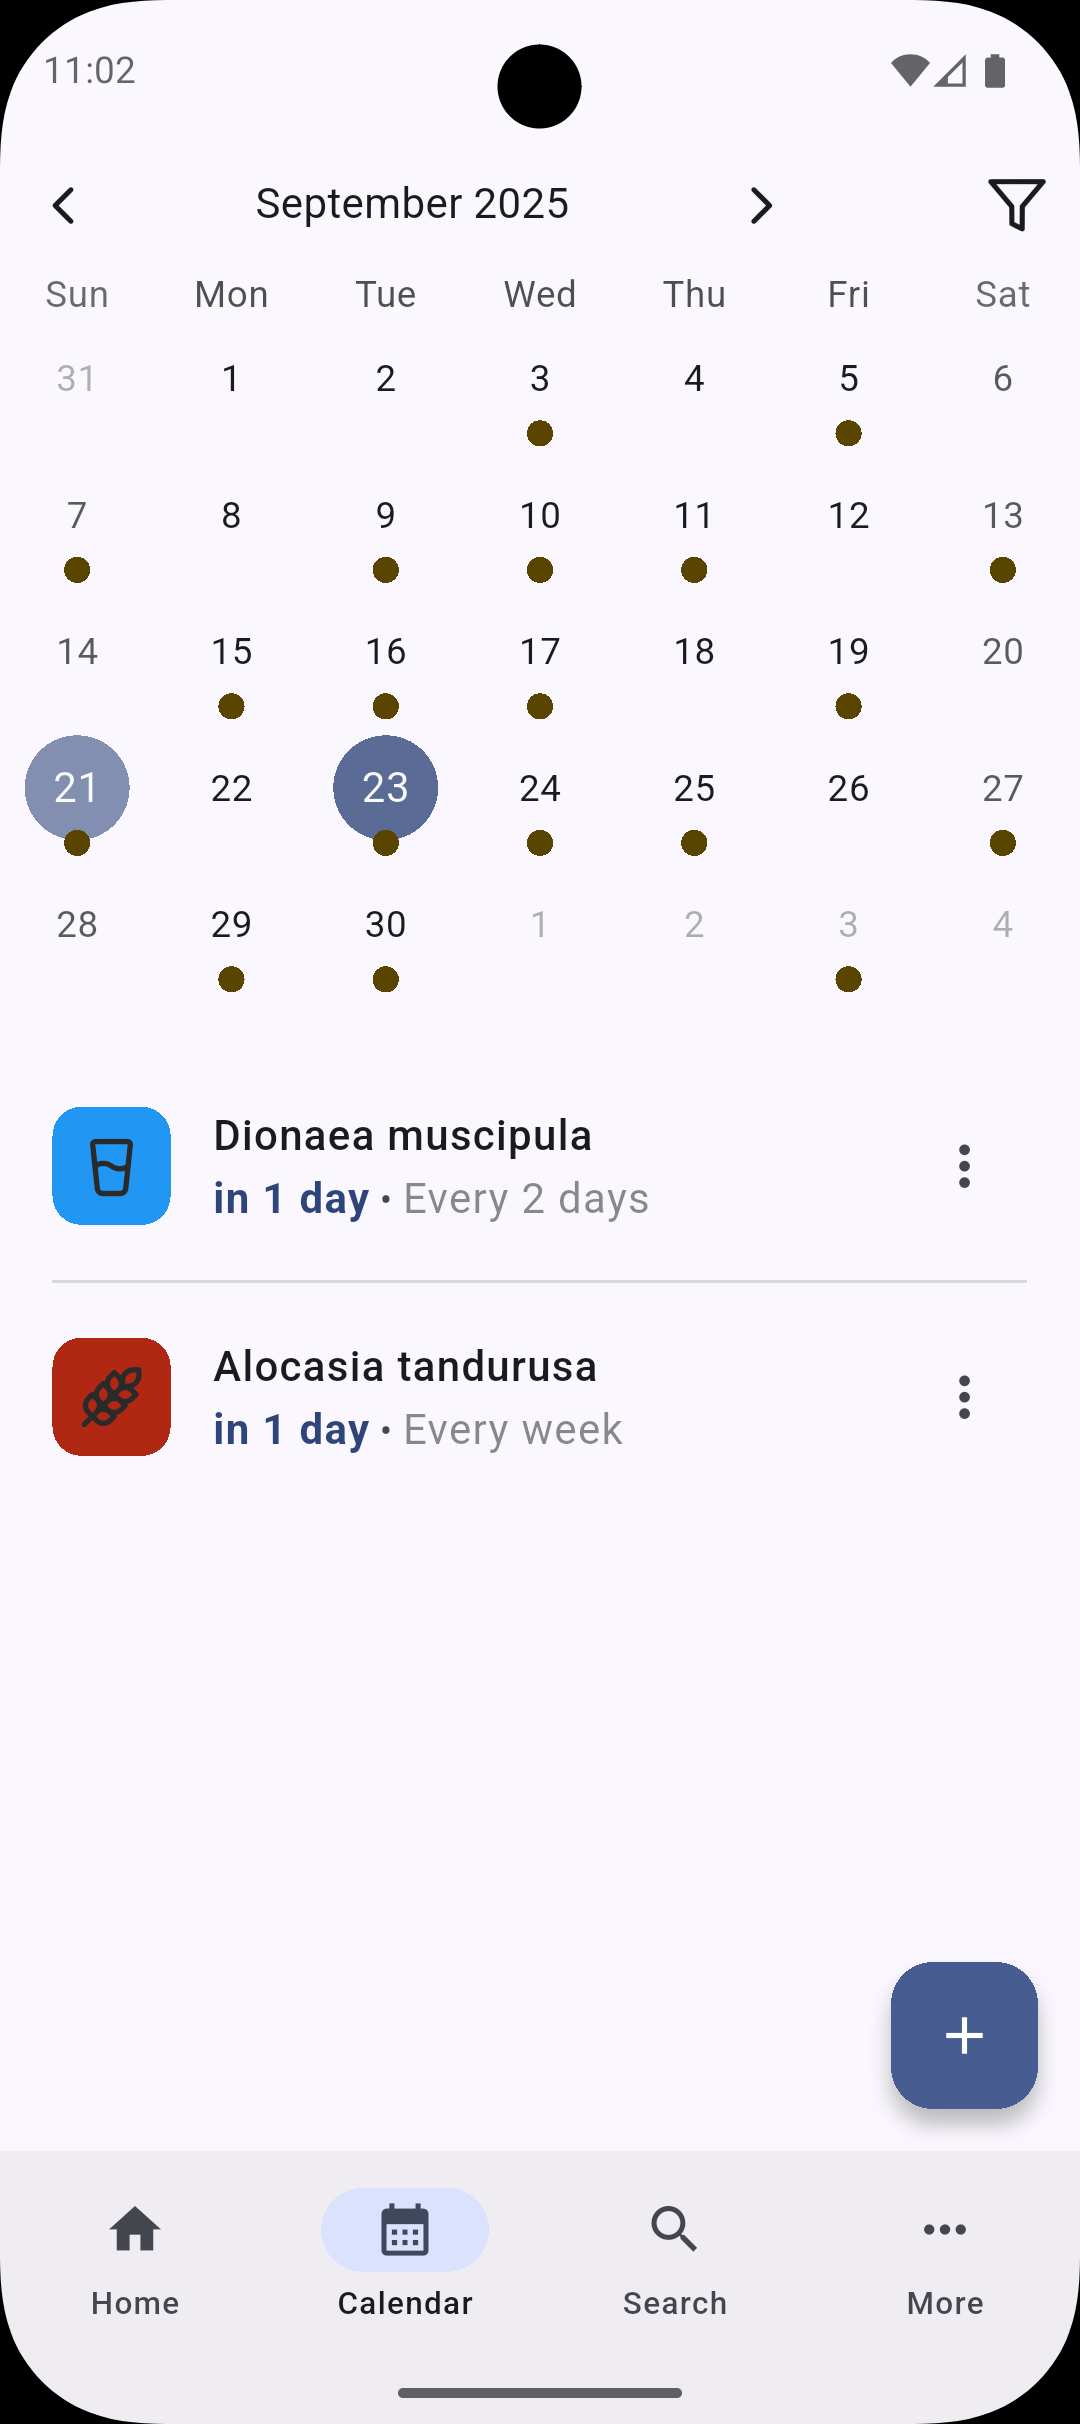 11:02
September 2025
Sun Mon Tue Wed Thu Fri Sat
31 1 2 3 4 5 6
7 8 9 10 11 12 13
14 15 16 17 18 19 20
21 22 23 24 25 26 27
28 29 30 1 2 3 4
Dionaea muscipula
in 1 day • Every 2 days
Alocasia tandurusa
in 1 day • Every week
Home Calendar Search More